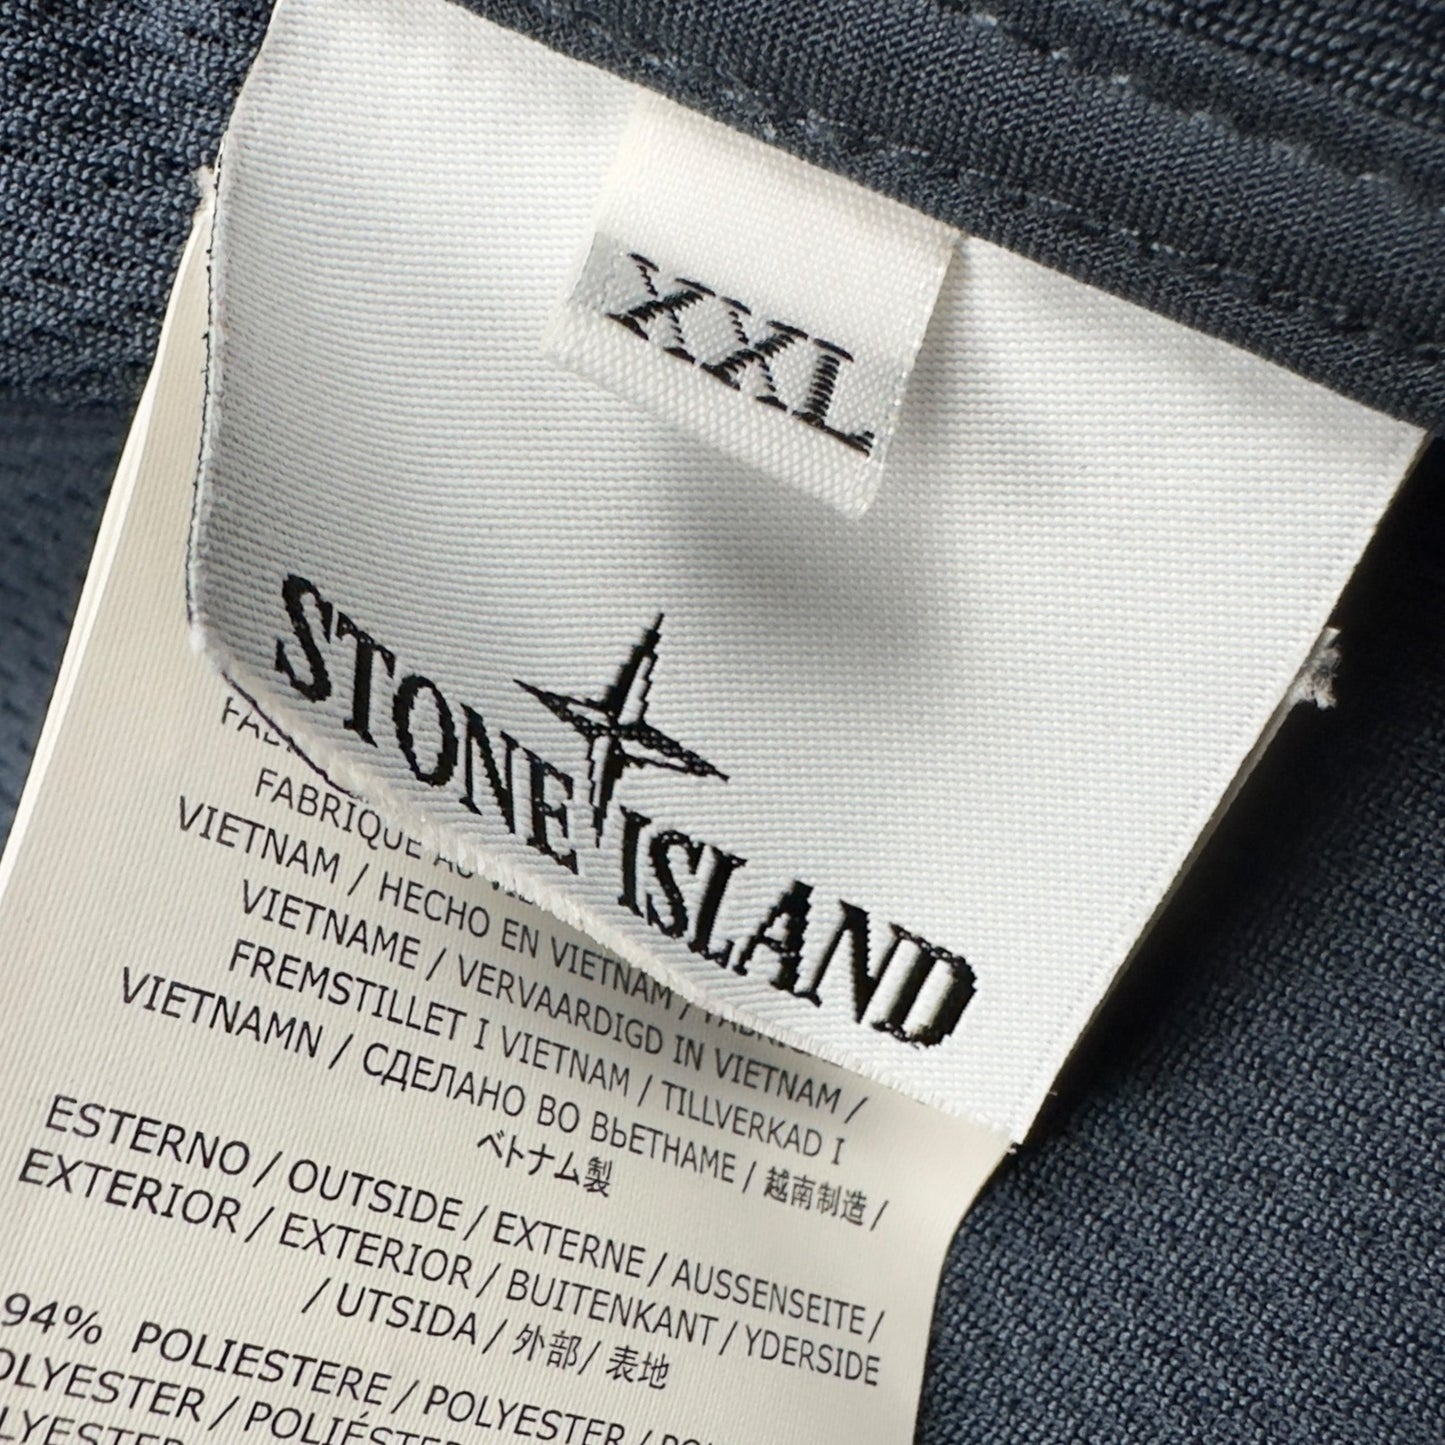 XXL
STONE ISLAND
FABRIQUE AU
VIETNAM / HECHO EN VIETNAM /
VIETNAME / VERVAARDIGD IN VIETNAM /
FREMSTILLET I VIETNAM / TILLVERKAD I
VIETNAMN / СДЕЛАНО ВО ВЬЕТНАМЕ / 越南制造 /
ベトナム製
ESTERNO / OUTSIDE / EXTERNE / AUSSENSEITE /
EXTERIOR / EXTERIOR / BUITENKANT / YDERSIDE
/ UTSIDA / 外部 / 表地
94% POLIESTERE / POLYESTER /
POLYESTER / POLIÉSTER